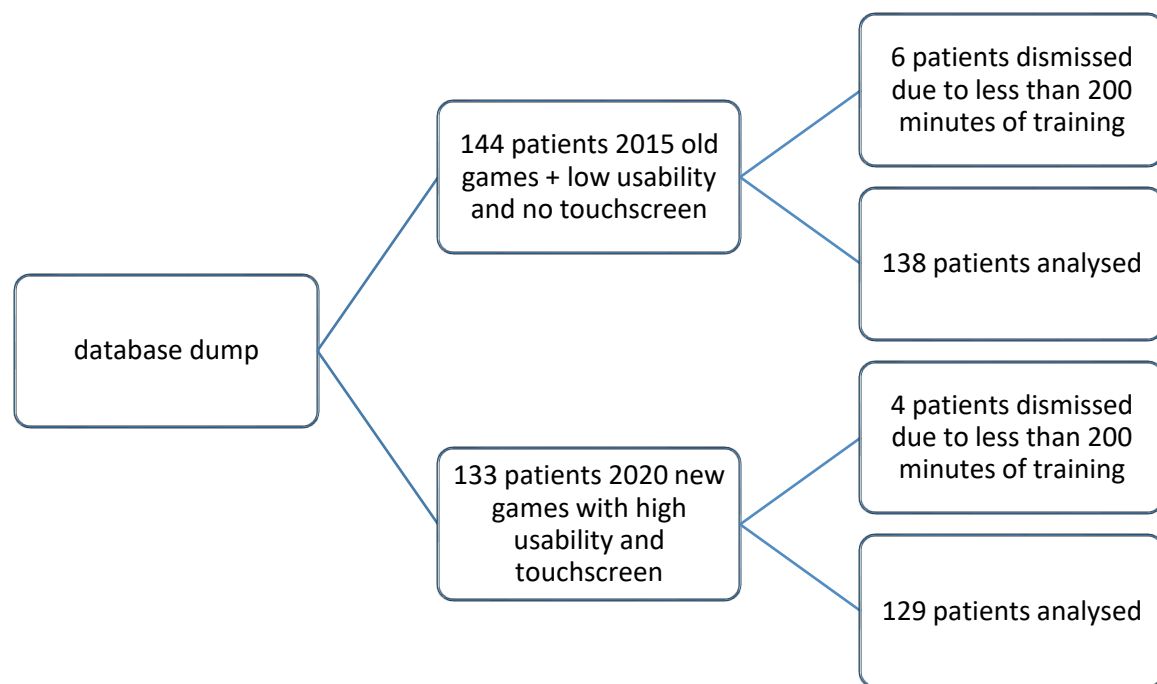 database dump
144 patients 2015 old
games + low usability
and no touchscreen
6 patients dismissed
due to less than 200
minutes of training
138 patients analysed
133 patients 2020 new
games with high
usability and
touchscreen
4 patients dismissed
due to less than 200
minutes of training
129 patients analysed